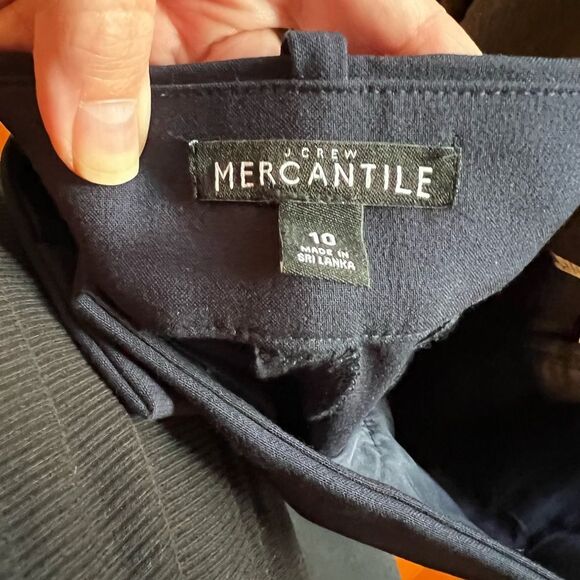 J.CREW
MERCANTILE
10
MADE IN
SRI LANKA